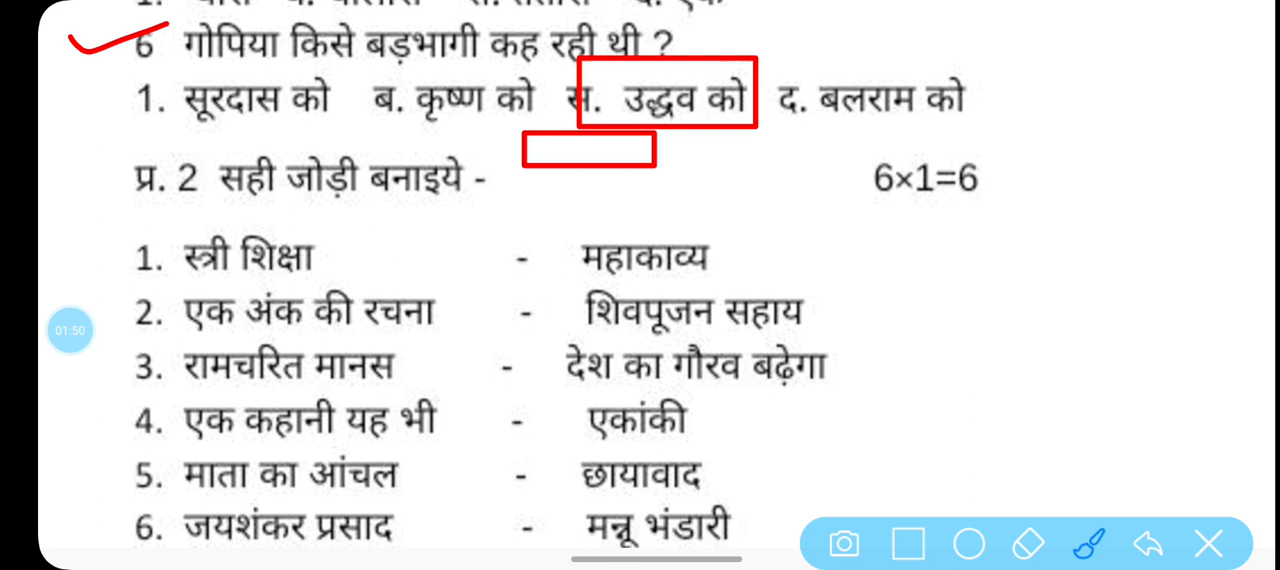 6 गोपिया किसे बड़भागी कह रही थी ?
1. सूरदास को ब. कृष्ण को स. उद्धव को द. बलराम को
प्र. 2 सही जोड़ी बनाइये - 6×1=6
1. स्त्री शिक्षा - महाकाव्य
2. एक अंक की रचना - शिवपूजन सहाय
3. रामचरित मानस - देश का गौरव बढ़ेगा
01:50
4. एक कहानी यह भी - एकांकी
5. माता का आंचल - छायावाद
6. जयशंकर प्रसाद - मन्नू भंडारी